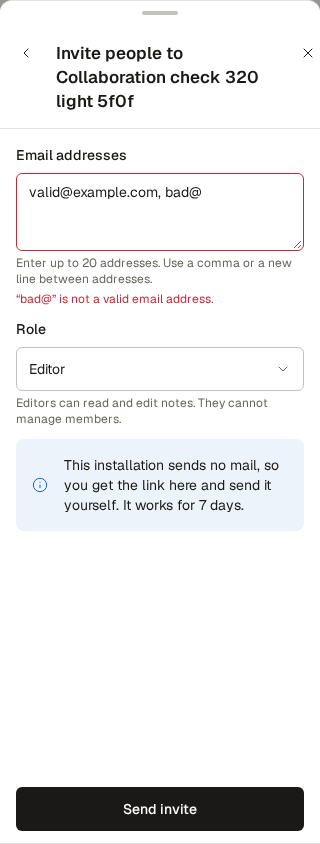 Invite people to
Collaboration check 320
light 5f0f
Email addresses
valid@example.com, bad@
Enter up to 20 addresses. Use a comma or a new
line between addresses.
“bad@” is not a valid email address.
Role
Editor
Editors can read and edit notes. They cannot
manage members.
This installation sends no mail, so
you get the link here and send it
yourself. It works for 7 days.
Send invite